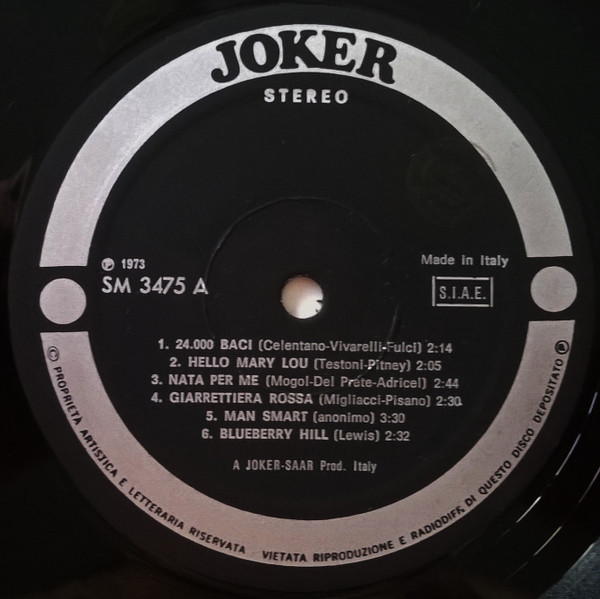 JOKER
STEREO
℗ 1973
SM 3475 A
Made in Italy
S.I.A.E.
1. 24.000 BACI (Celentano-Vivarelli-Fulci) 2:14
2. HELLO MARY LOU (Testoni-Pitney) 2:05
3. NATA PER ME (Mogol-Del Prete-Adricel) 2:44
4. GIARRETTIERA ROSSA (Migliacci-Pisano) 2:30
5. MAN SMART (anonimo) 3:30
6. BLUEBERRY HILL (Lewis) 2:32
A JOKER-SAAR Prod. Italy
© PROPRIETA ARTISTICA E LETTERARIA RISERVATA VIETATA RIPRODUZIONE E RADIODIFF. DI QUESTO DISCO DEPOSITATO ℗